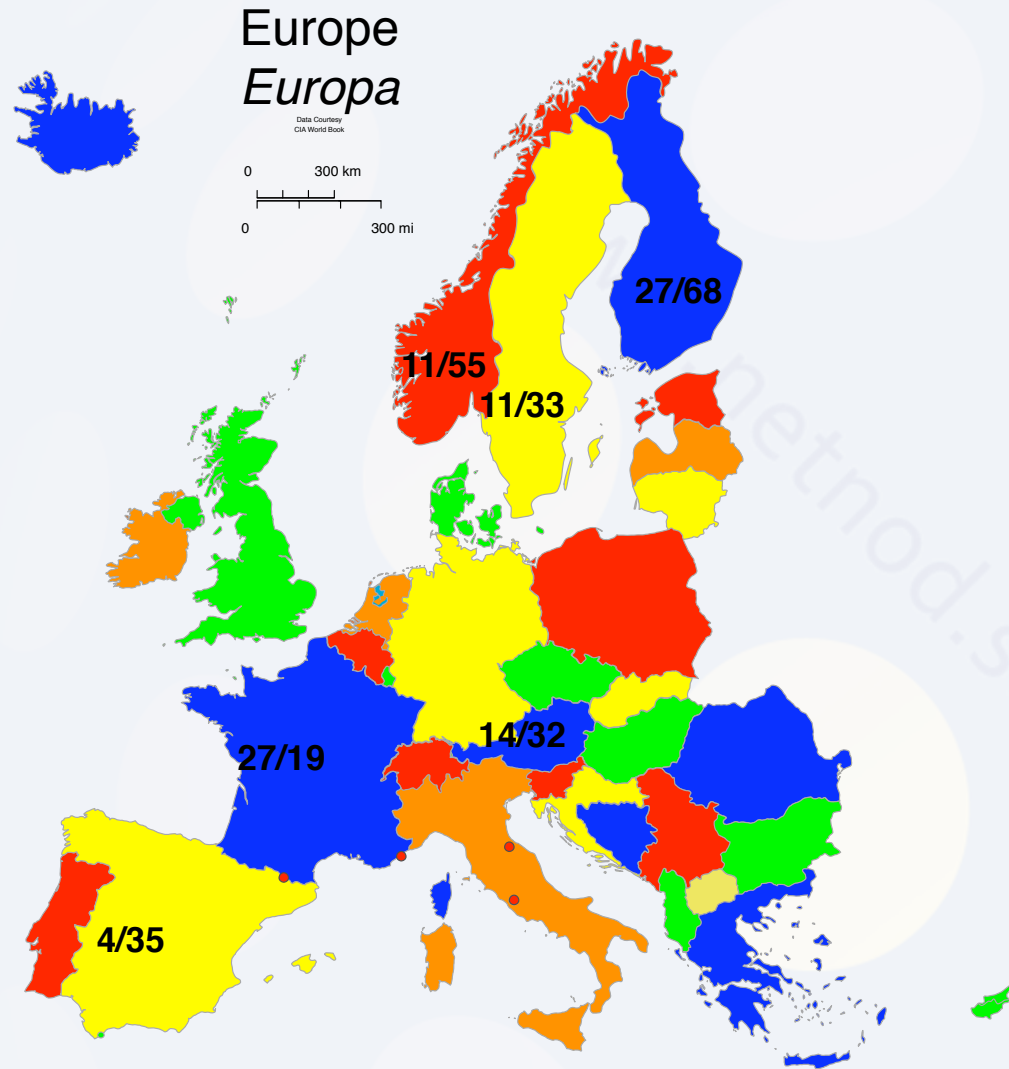 Europe
Europa
Data Courtesy
CIA World Book
0 300 km
0 300 mi
27/68
11/55
11/33
14/32
27/19
4/35
netnod.s